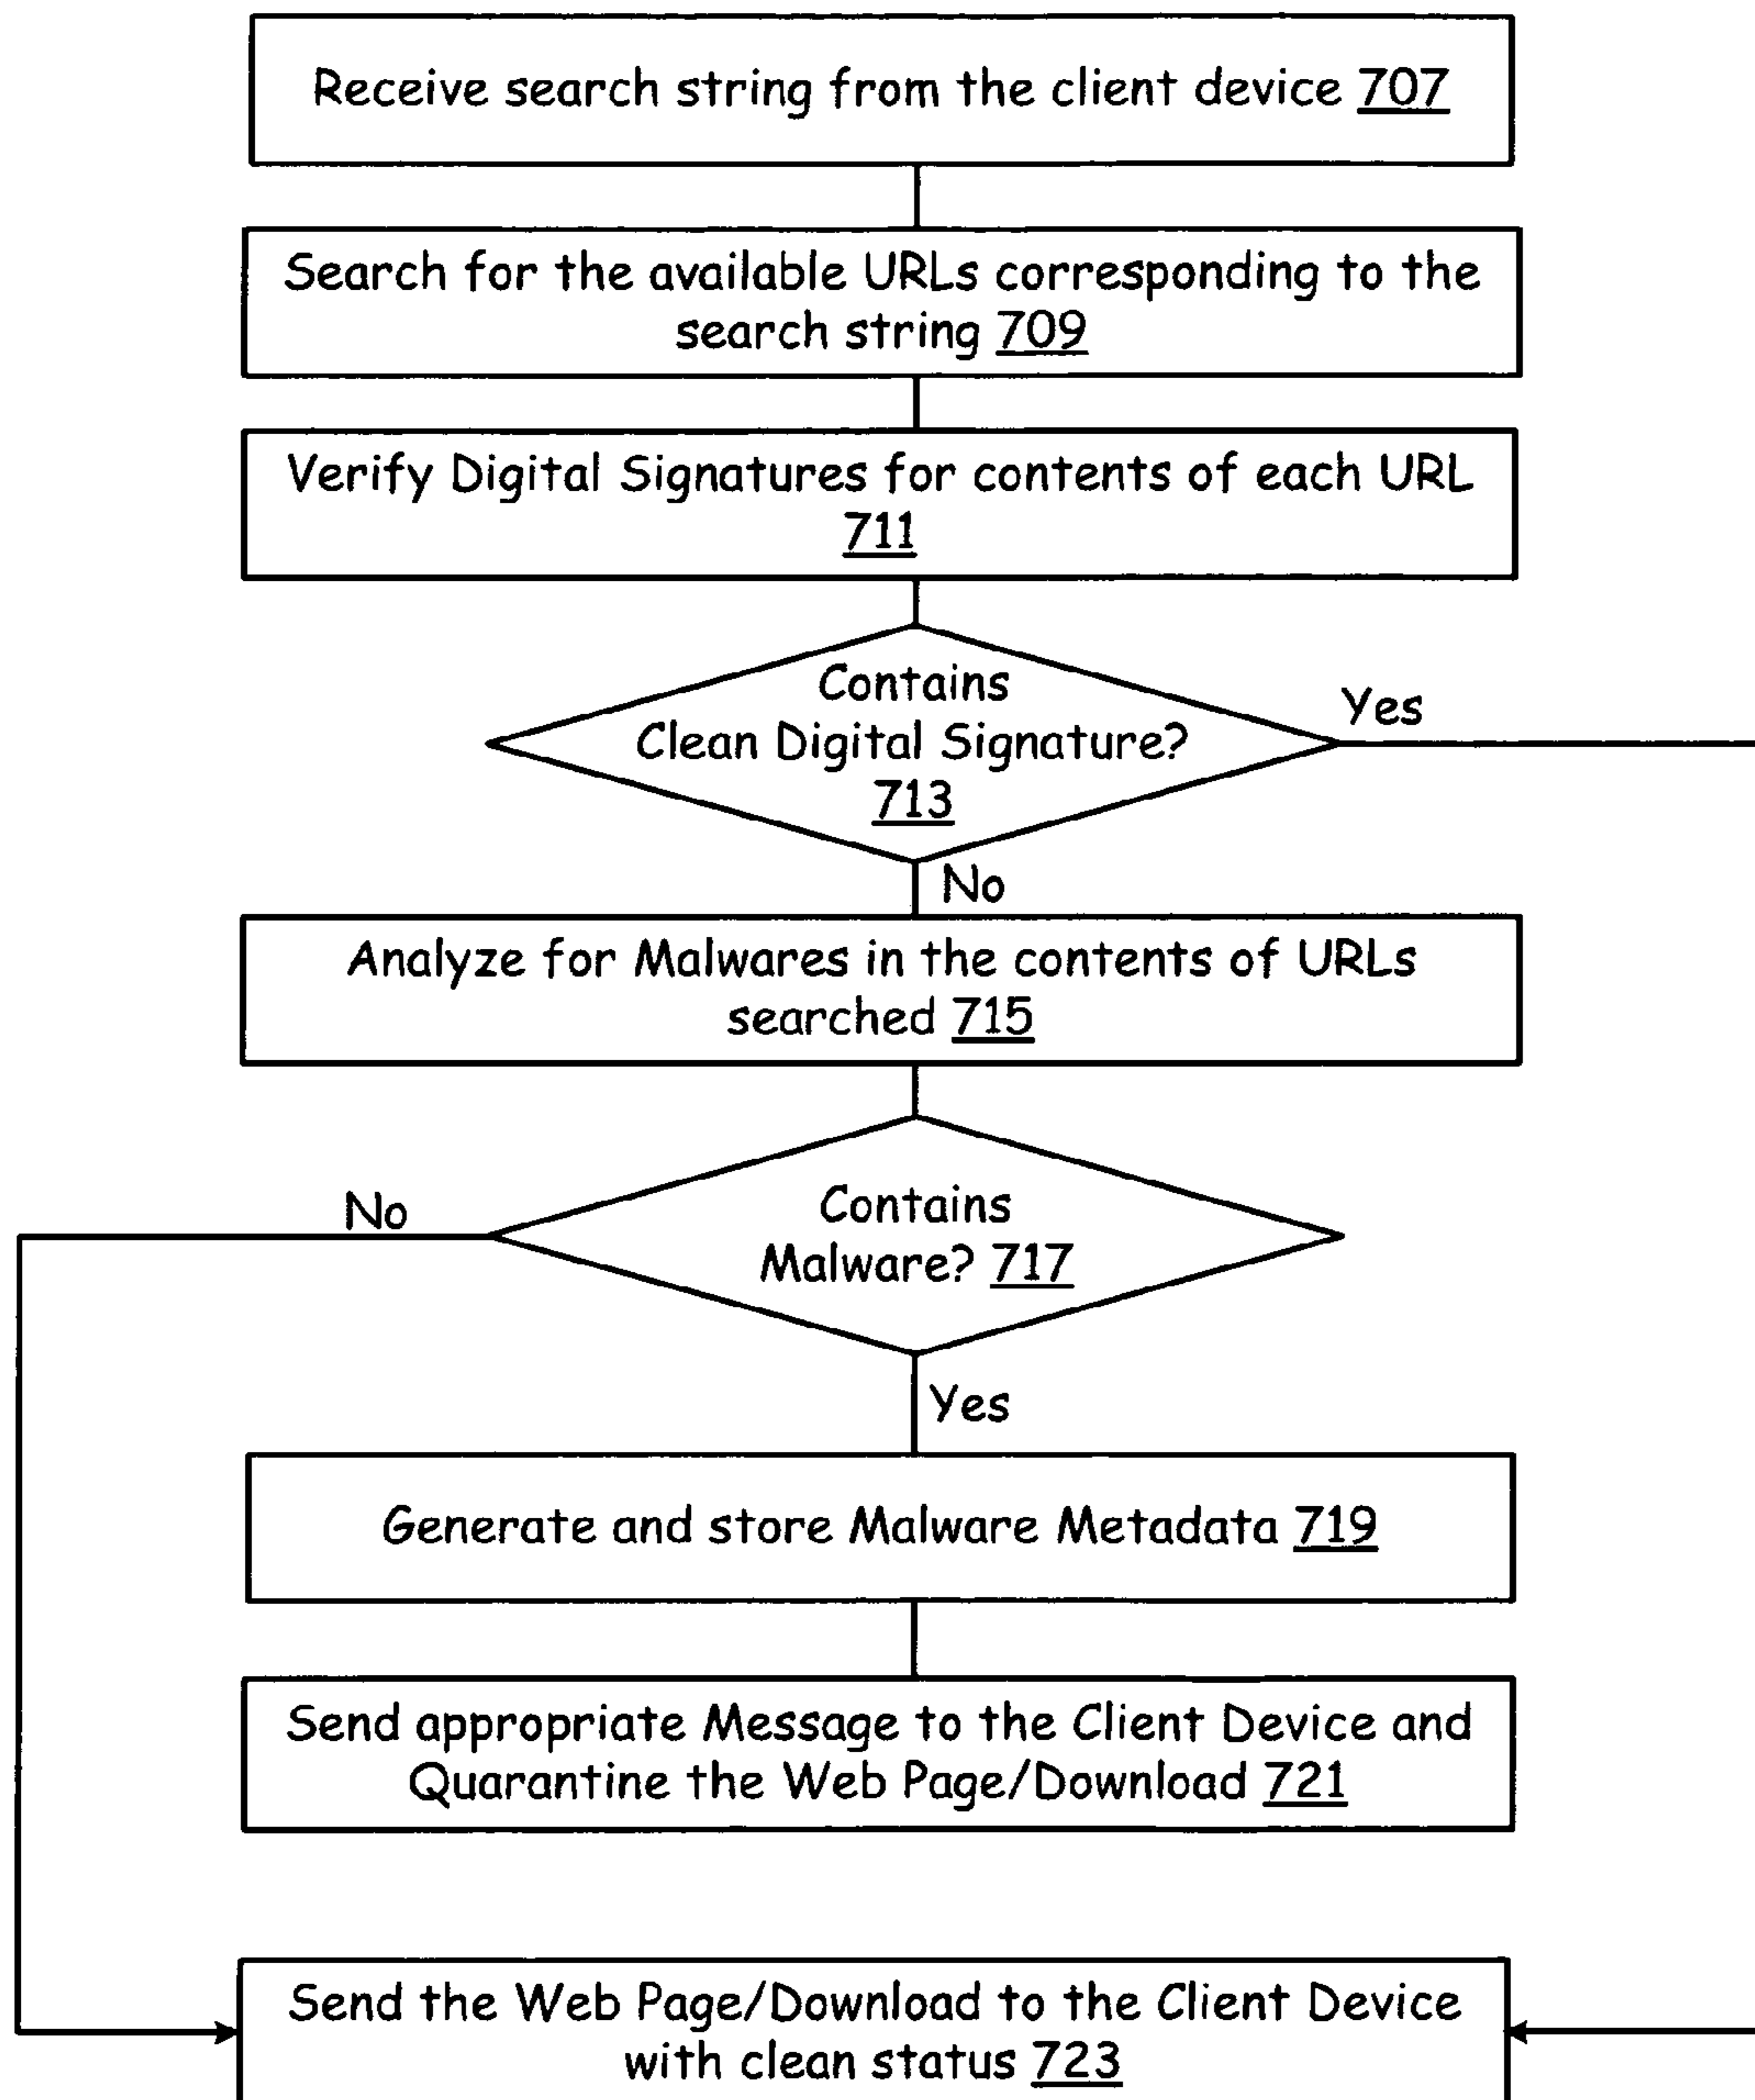 Receive search string from the client device 707
Search for the available URLs corresponding to the
search string 709
Verify Digital Signatures for contents of each URL
711
Contains
Clean Digital Signature?
713
Yes
No
Analyze for Malwares in the contents of URLs
searched 715
Contains
Malware? 717
No
Yes
Generate and store Malware Metadata 719
Send appropriate Message to the Client Device and
Quarantine the Web Page/Download 721
Send the Web Page/Download to the Client Device
with clean status 723